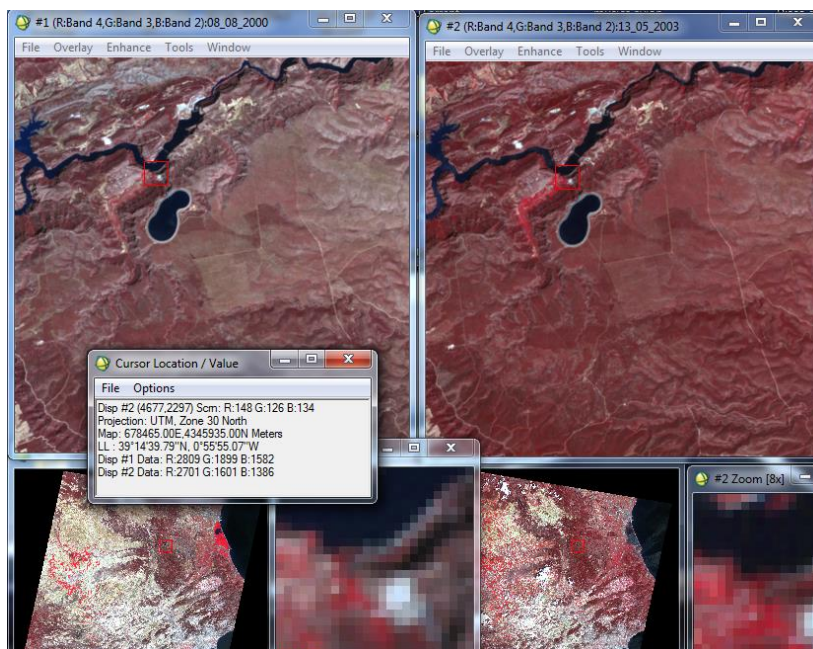 #1 (R:Band 4,G:Band 3,B:Band 2):08_08_2000
File Overlay Enhance Tools Window
#2 (R:Band 4,G:Band 3,B:Band 2):13_05_2003
File Overlay Enhance Tools Window
Cursor Location / Value
File Options
Disp #2 (4677,2297) Scrn: R:148 G:126 B:134
Projection: UTM, Zone 30 North
Map: 678465.00E,4345935.00N Meters
LL : 39°14'39.79"N, 0°55'55.07"W
Disp #1 Data: R:2809 G:1899 B:1582
Disp #2 Data: R:2701 G:1601 B:1386
#2 Zoom [8x]